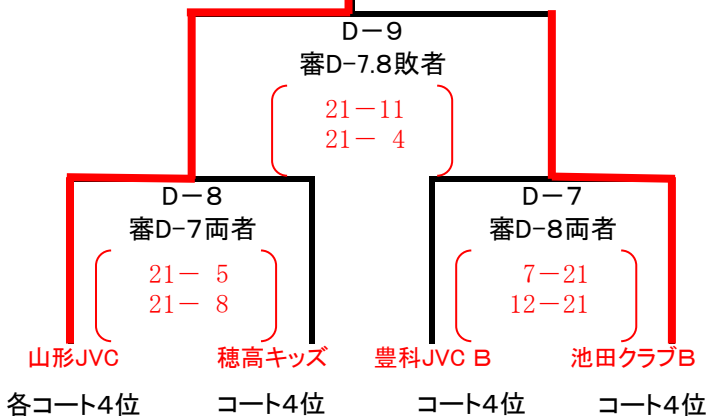 D－9
審D-7.8敗者
21－11
21－ 4
D－8
審D-7両者
21－ 5
21－ 8
D－7
審D-8両者
7－21
12－21
山形JVC 穂高キッズ 豊科JVC B 池田クラブB
各コート4位 コート4位 コート4位 コート4位